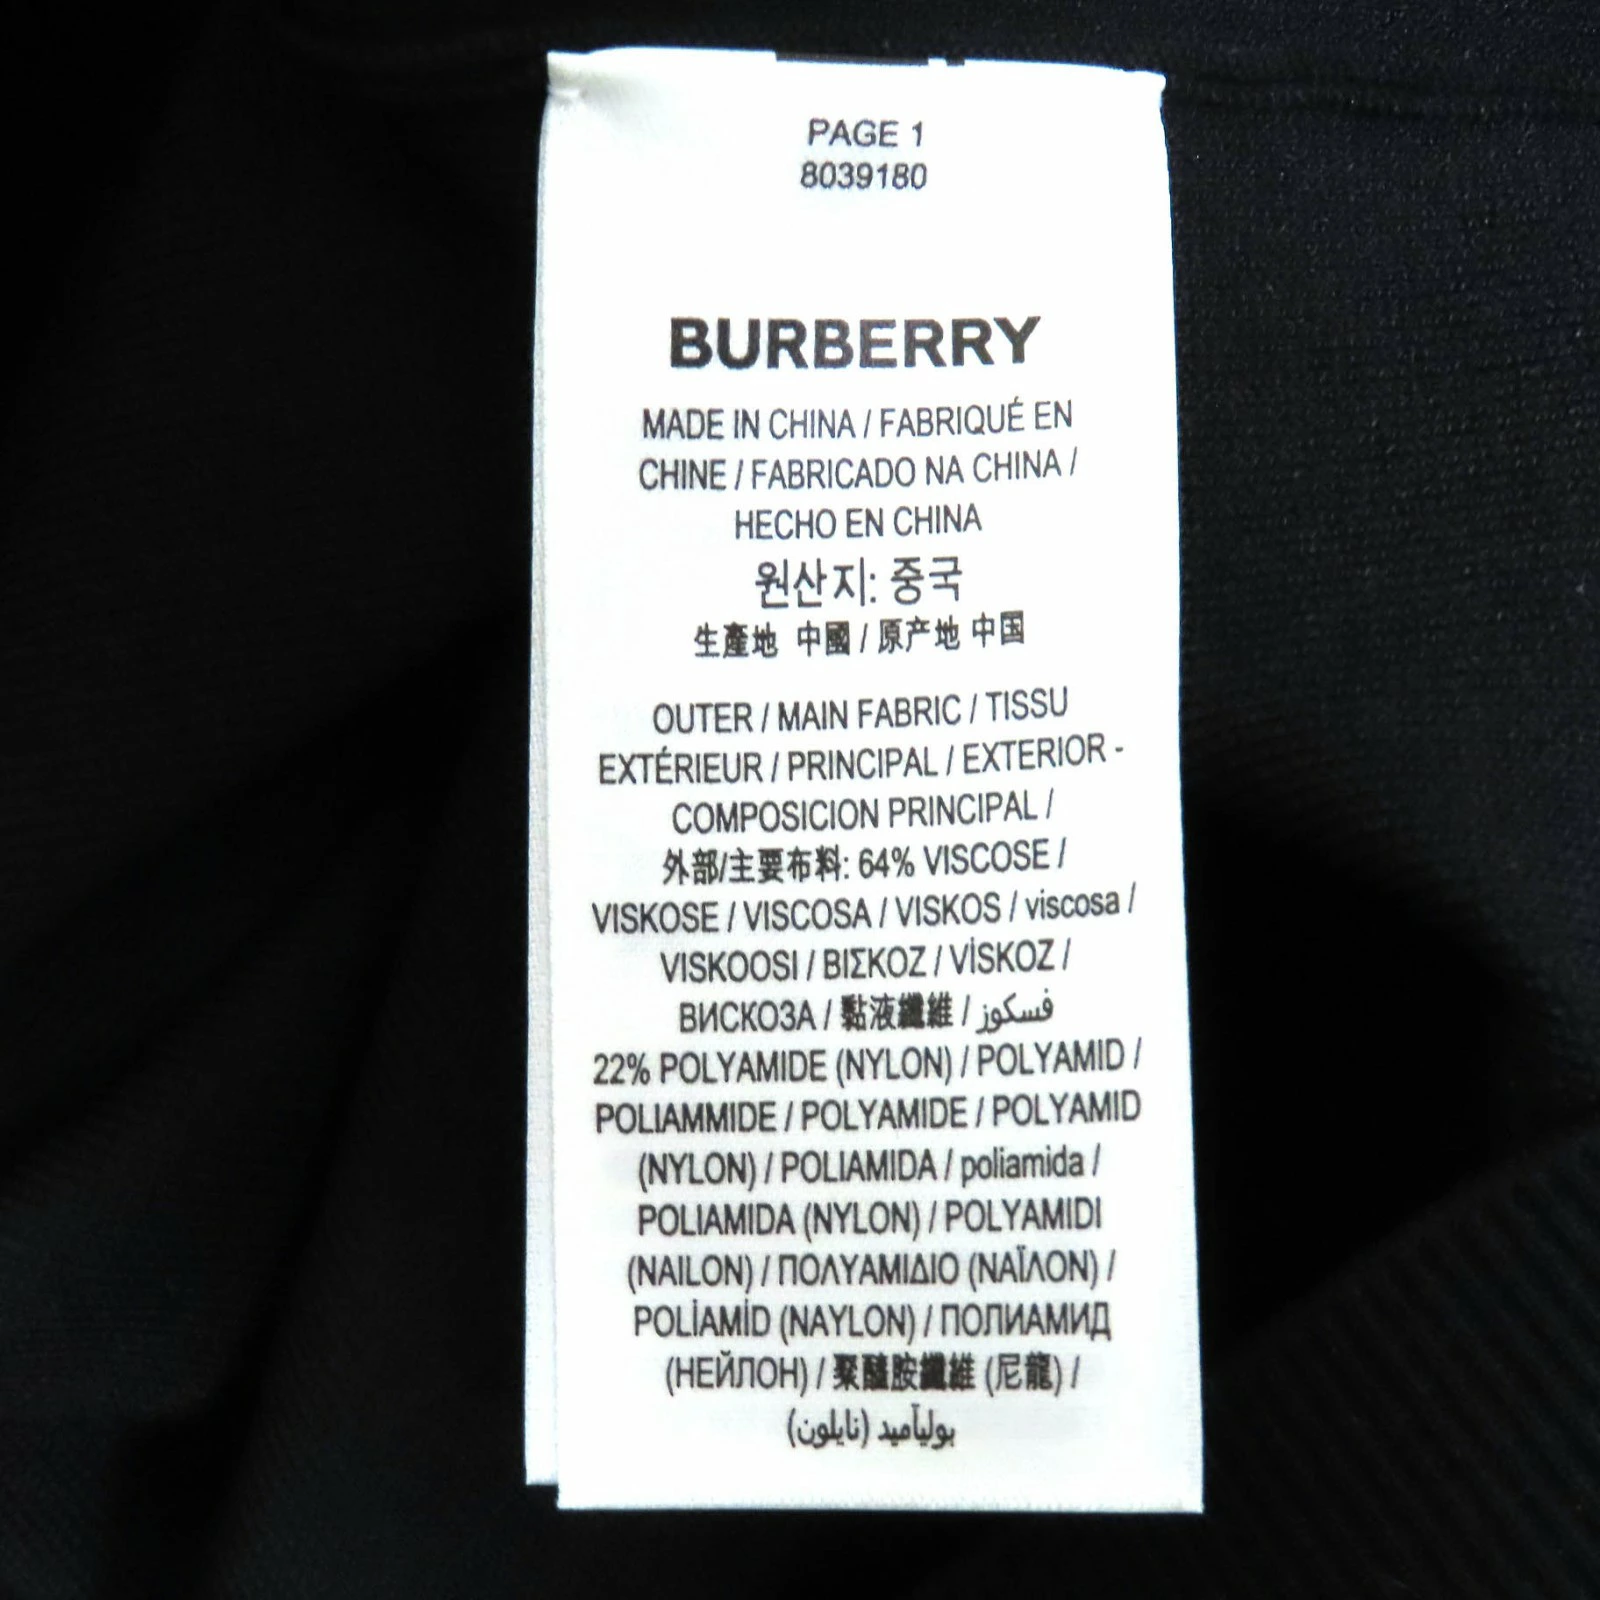 PAGE 1
8039180
BURBERRY
MADE IN CHINA / FABRIQUÉ EN
CHINE / FABRICADO NA CHINA /
HECHO EN CHINA
원산지: 중국
生產地 中國 / 原产地 中国
OUTER / MAIN FABRIC / TISSU
EXTÉRIEUR / PRINCIPAL / EXTERIOR -
COMPOSICION PRINCIPAL /
外部/主要布料: 64% VISCOSE /
VISKOSE / VISCOSA / VISKOS / viscosa /
VISKOOSI / ΒΙΣΚΟΖ / VİSKOZ /
ВИСКОЗА / 黏液纖維 / فسكوز
22% POLYAMIDE (NYLON) / POLYAMID /
POLIAMMIDE / POLYAMIDE / POLYAMID
(NYLON) / POLIAMIDA / poliamida /
POLIAMIDA (NYLON) / POLYAMIDI
(NAILON) / ΠΟΛΥΑΜΙΔΙΟ (ΝΑΪΛΟΝ) /
POLİAMİD (NAYLON) / ПОЛИАМИД
(НЕЙЛОН) / 聚醯胺纖維 (尼龍) /
بوليآميد (نايلون)